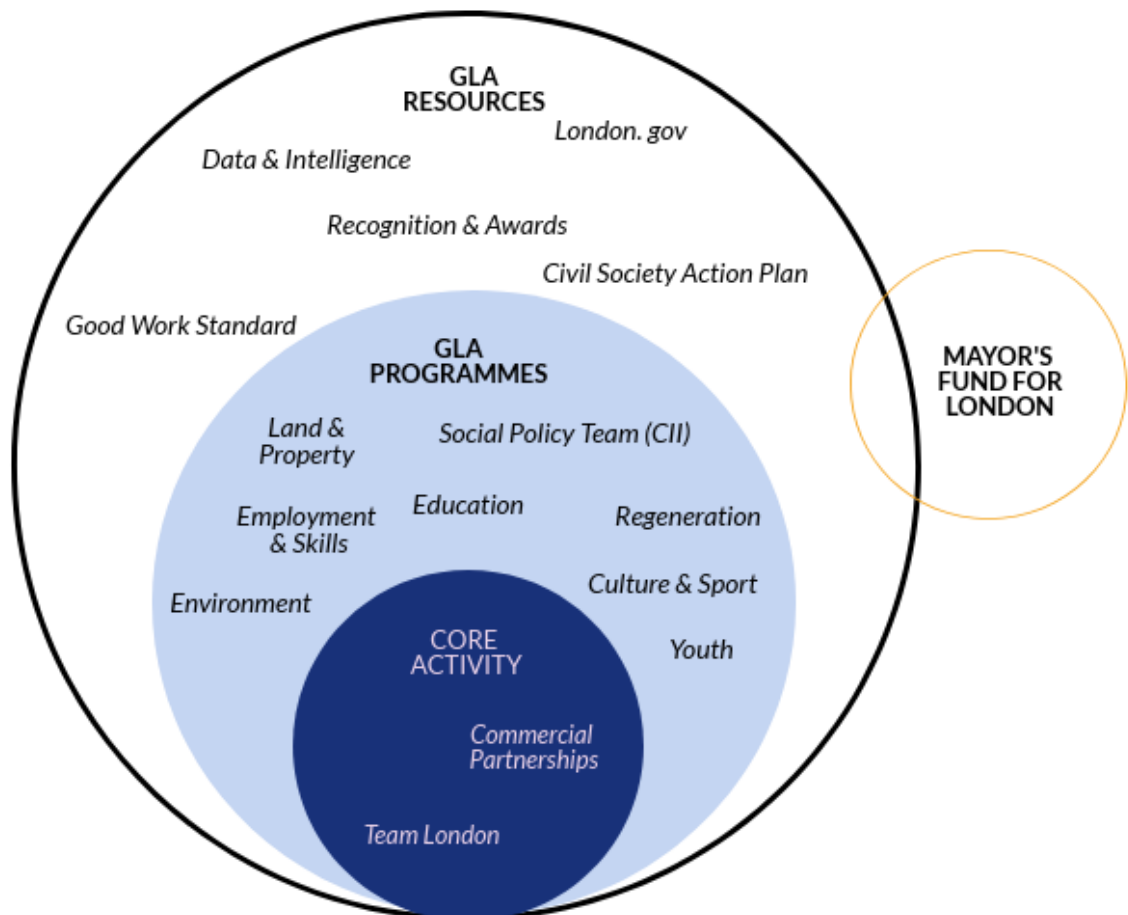 GLA
RESOURCES
London. gov
Data & Intelligence
Recognition & Awards
Civil Society Action Plan
Good Work Standard
GLA
PROGRAMMES
MAYOR'S
FUND FOR
LONDON
Land &
Property
Social Policy Team (CII)
Education
Employment
& Skills
Regeneration
Culture & Sport
Environment
Youth
CORE
ACTIVITY
Commercial
Partnerships
Team London